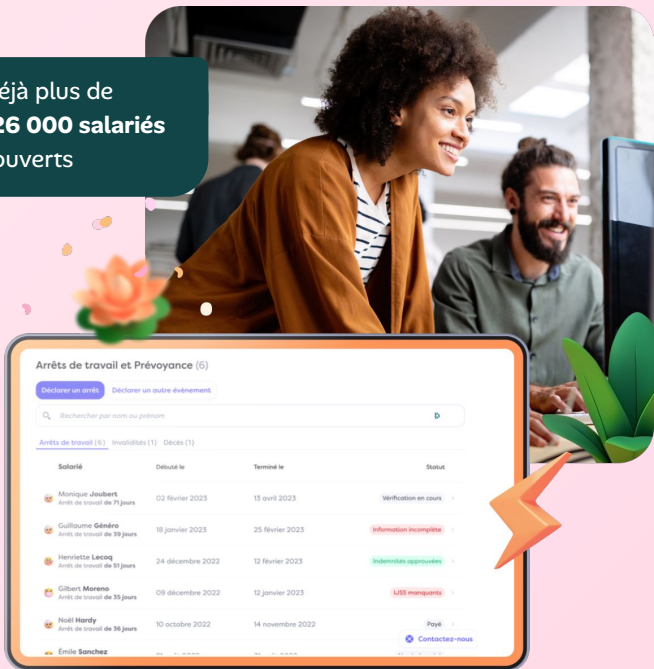 éjà plus de
26 000 salariés
ouverts
Arrêts de travail et Prévoyance (6)
Déclarer un arrêt Déclarer un autre évènement
Rechercher par nom ou prénom
Arrêts de travail (6) Invalidités (1) Décès (1)
Salarié Débuté le Terminé le Statut
Monique Joubert 02 février 2023 13 avril 2023 Vérification en cours
Arrêt de travail de 71 jours
Guillaume Généro 18 janvier 2023 25 février 2023 Information incomplète
Arrêt de travail de 39 jours
Henriette Lecoq 24 décembre 2022 12 février 2023 Indemnités approuvées
Arrêt de travail de 51 jours
Gilbert Moreno 09 décembre 2022 12 janvier 2023 IJSS manquants
Arrêt de travail de 35 jours
Noël Hardy 10 octobre 2022 14 novembre 2022 Payé
Arrêt de travail de 36 jours
Contactez-nous
Émile Sanchez